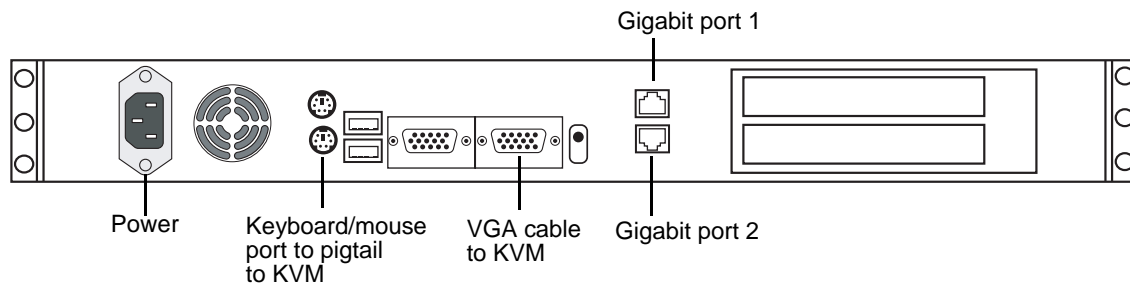 Gigabit port 1
Power
Keyboard/mouse
port to pigtail
to KVM
VGA cable
to KVM
Gigabit port 2